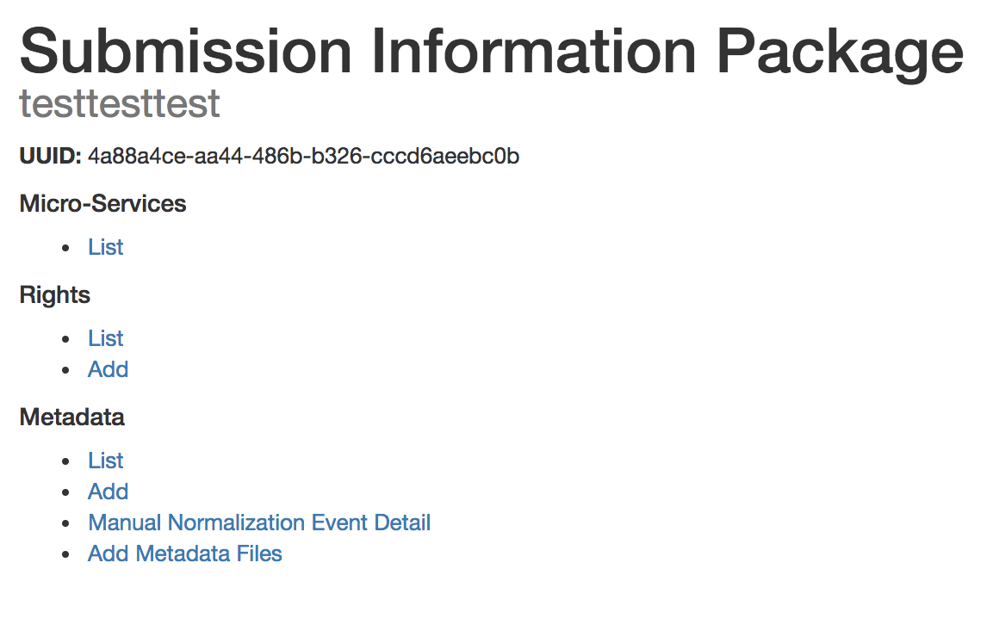 Submission Information Package
testtesttest
UUID: 4a88a4ce-aa44-486b-b326-cccd6aeebc0b
Micro-Services
• List
Rights
• List
• Add
Metadata
• List
• Add
• Manual Normalization Event Detail
• Add Metadata Files